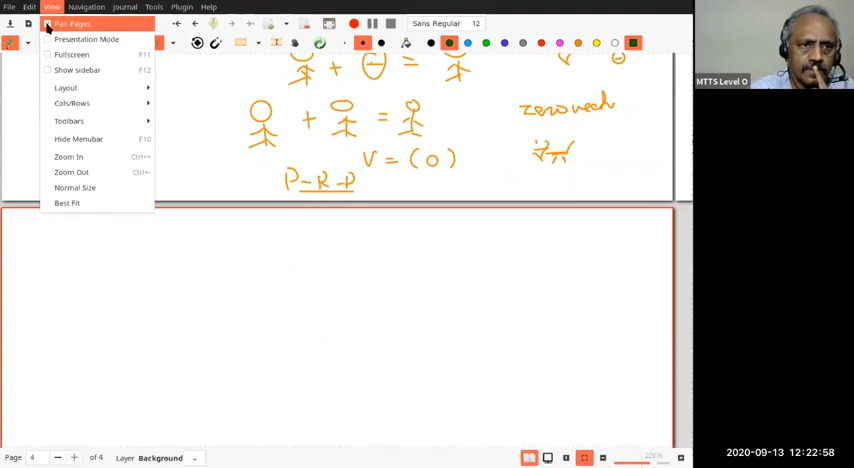 File Edit View Navigation Journal Tools Plugin Help
Pair Pages
Presentation Mode
Fullscreen F11
Show sidebar F12
Layout
Cols/Rows
Toolbars
Hide Menubar F10
Zoom In Ctrl++
Zoom Out Ctrl+-
Normal Size
Best Fit
Sans Regular 12
MTTS Level O
+ =
V
+ =
V = (0)
P-R-P
Page 4 of 4 Layer Background 226%
2020-09-13 12:22:58